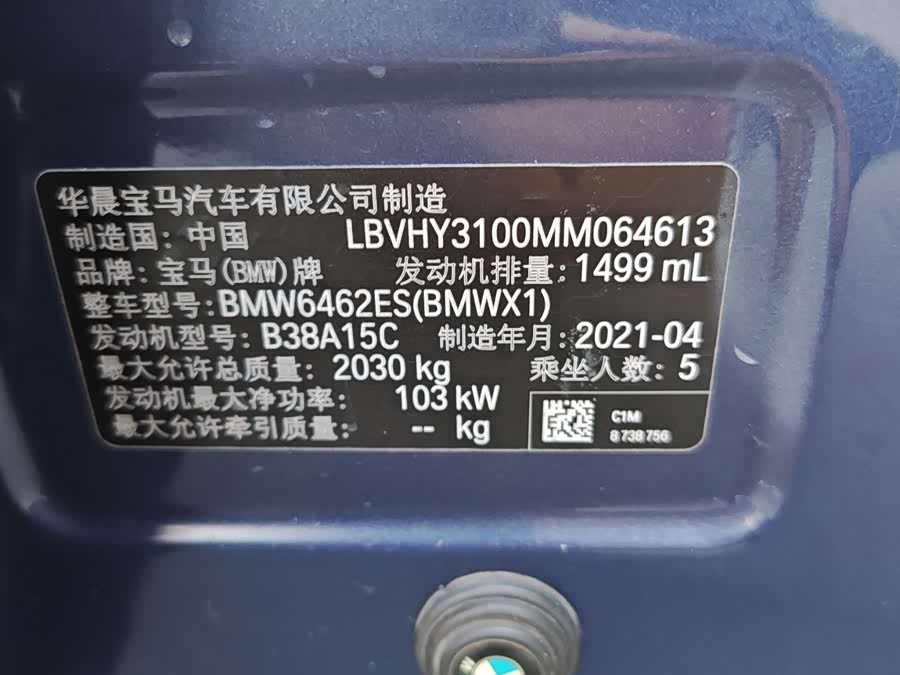 华晨宝马汽车有限公司制造
制造国：中国 LBVHY3100MM064613
品牌：宝马(BMW)牌 发动机排量：1499 mL
整车型号：BMW6462ES(BMWX1)
发动机型号：B38A15C 制造年月：2021-04
最大允许总质量：2030 kg 乘坐人数：5
发动机最大净功率：103 kW
最大允许牵引质量：-- kg
C1M
8 738 756